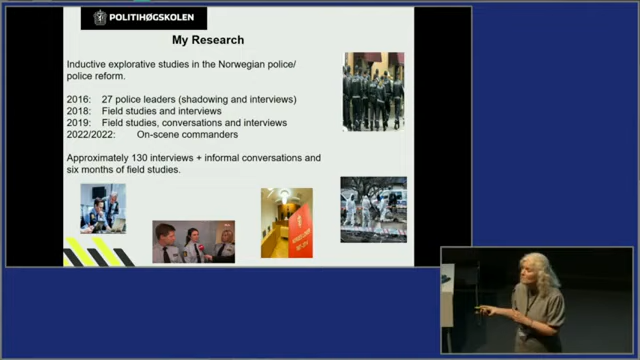 POLITIHØGSKOLEN
My Research
Inductive explorative studies in the Norwegian police/
police reform.
2016: 27 police leaders (shadowing and interviews)
2018: Field studies and interviews
2019: Field studies, conversations and interviews
2022/2022: On-scene commanders
Approximately 130 interviews + informal conversations and
six months of field studies.